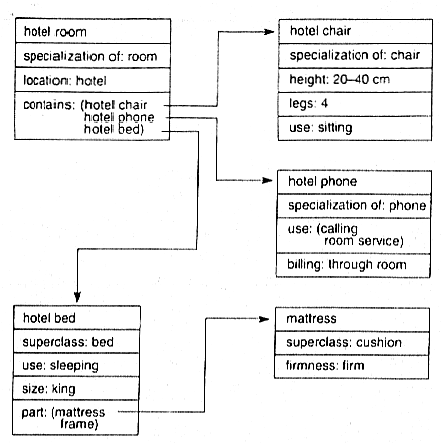 hotel room
specialization of: room
location: hotel
contains: (hotel chair
hotel phone
hotel bed)
hotel chair
specialization of: chair
height: 20–40 cm
legs: 4
use: sitting
hotel phone
specialization of: phone
use: (calling
room service)
billing: through room
hotel bed
superclass: bed
use: sleeping
size: king
part: (mattress
frame)
mattress
superclass: cushion
firmness: firm